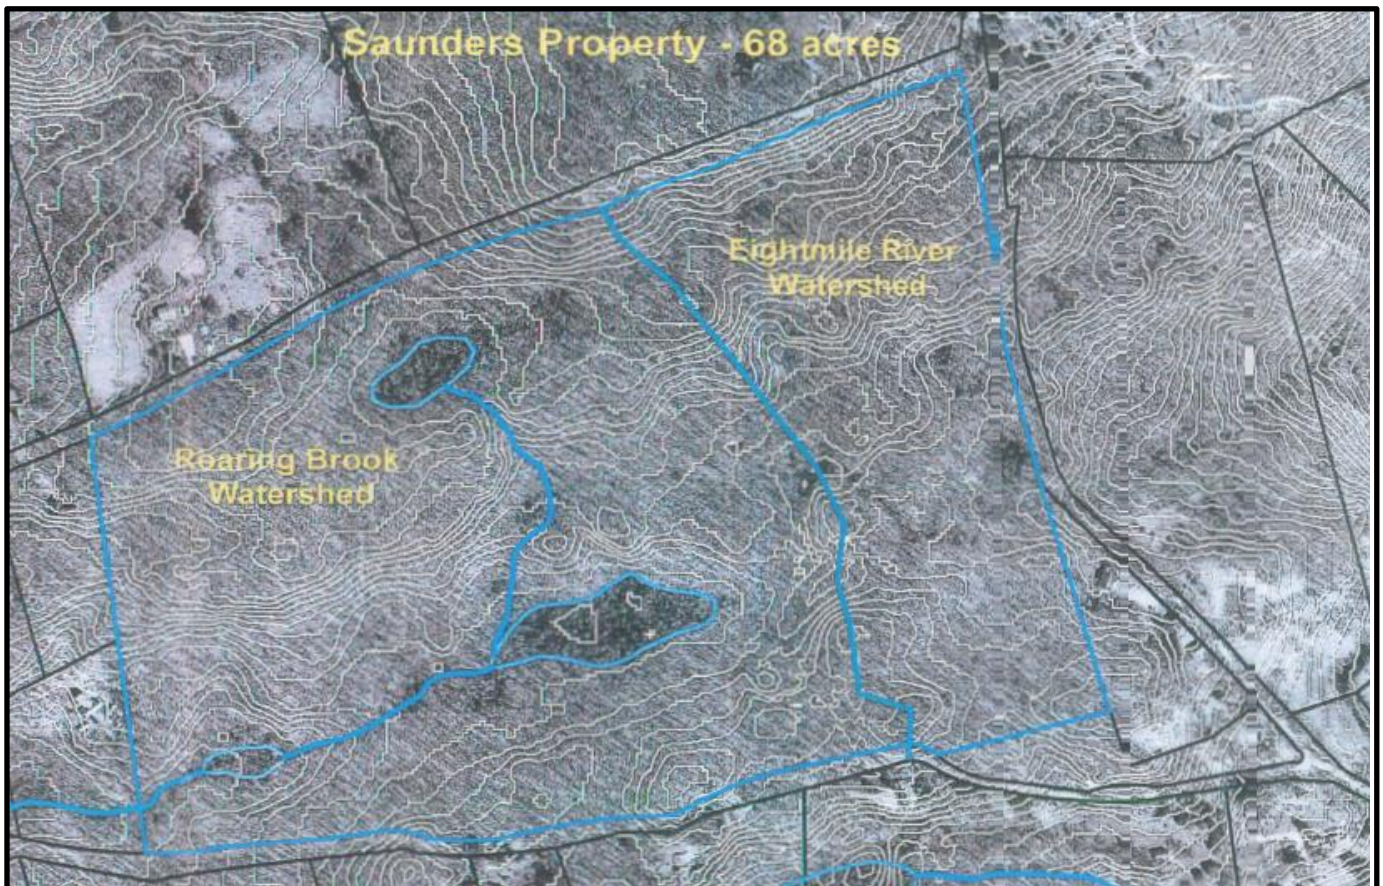 Saunders Property - 68 acres
Eightmile River
Watershed
Roaring Brook
Watershed